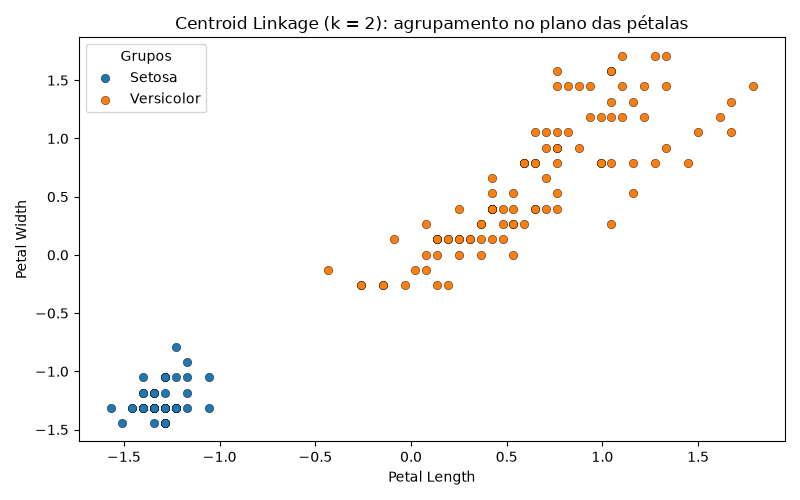 Centroid Linkage (k = 2): agrupamento no plano das pétalas
Grupos
Setosa
Versicolor
Petal Width
1.5
1.0
0.5
0.0
−0.5
−1.0
−1.5
−1.5
−1.0
−0.5
0.0
0.5
1.0
1.5
Petal Length